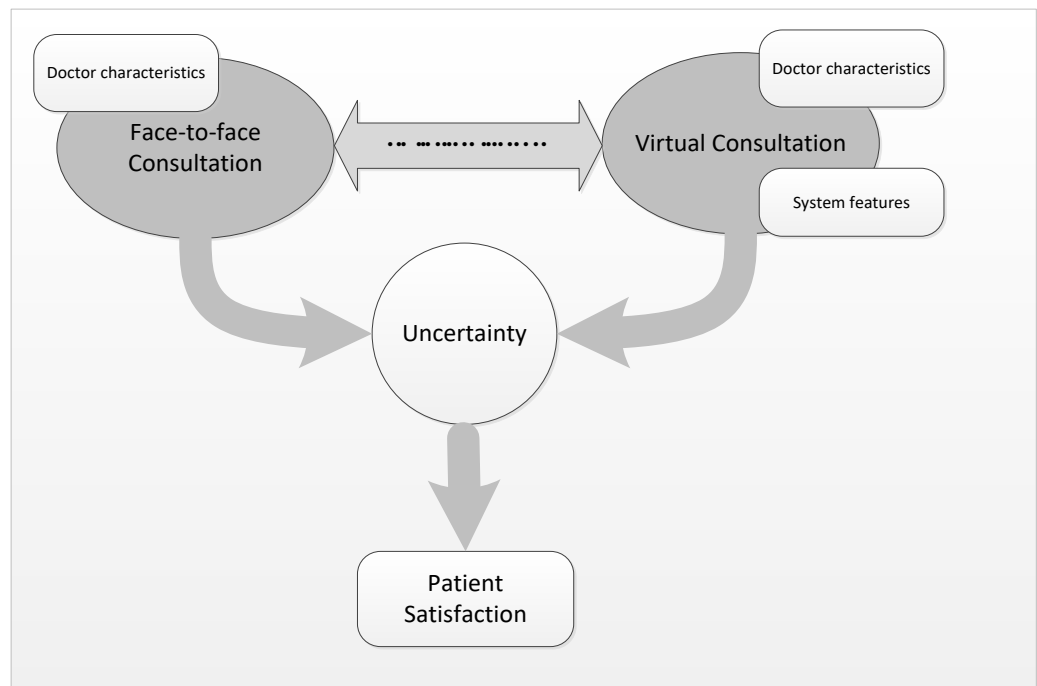 Doctor characteristics
Doctor characteristics
Face-to-face
Consultation
Virtual Consultation
System features
Uncertainty
Patient
Satisfaction